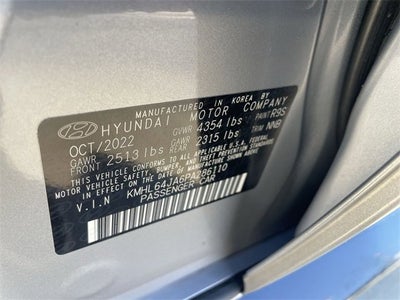 MANUFACTURED IN KOREA BY
HYUNDAI MOTOR COMPANY
OCT/2022 GVWR 4354 lbs PAINT R9S
GAWR FRONT 2513 lbs GAWR REAR 2315 lbs TRIM NNB
THIS VEHICLE CONFORMS TO ALL APPLICABLE U.S. FEDERAL
MOTOR VEHICLE SAFETY, BUMPER, AND THEFT PREVENTION
STANDARDS IN EFFECT ON THE DATE OF MANUFACTURE
SHOWN ABOVE.
V.I.N KMHL64JA6PA286110
PASSENGER CAR